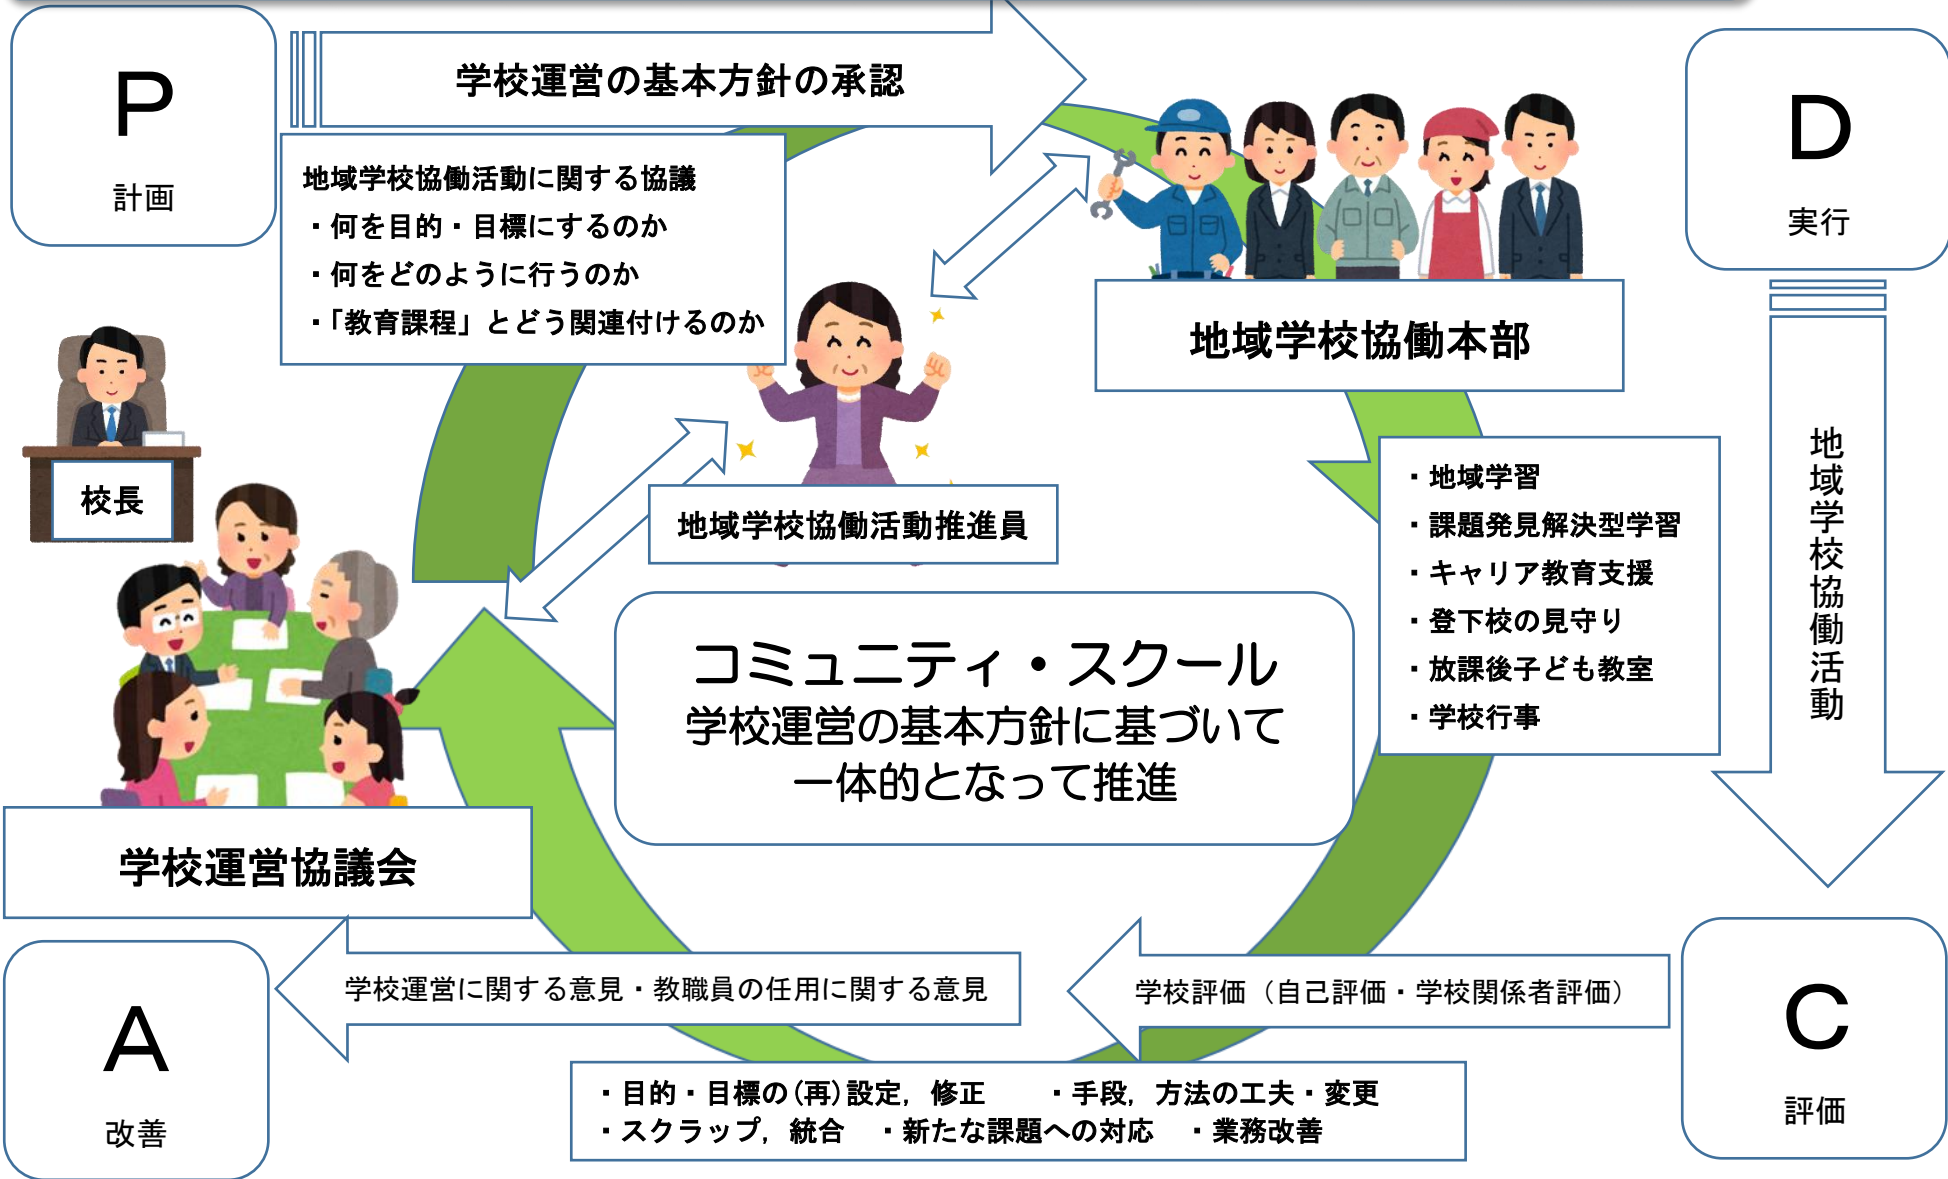 P
計画
学校運営の基本方針の承認
地域学校協働活動に関する協議
・何を目的・目標にするのか
・何をどのように行うのか
・「教育課程」とどう関連付けるのか
D
実行
地域学校協働本部
校長
地域学校協働活動推進員
・地域学習
・課題発見解決型学習
・キャリア教育支援
・登下校の見守り
・放課後子ども教室
・学校行事
地域学校協働活動
コミュニティ・スクール
学校運営の基本方針に基づいて
一体的となって推進
学校運営協議会
A
改善
学校運営に関する意見・教職員の任用に関する意見
学校評価（自己評価・学校関係者評価）
C
評価
・目的・目標の(再)設定，修正　・手段，方法の工夫・変更
・スクラップ，統合　・新たな課題への対応　・業務改善